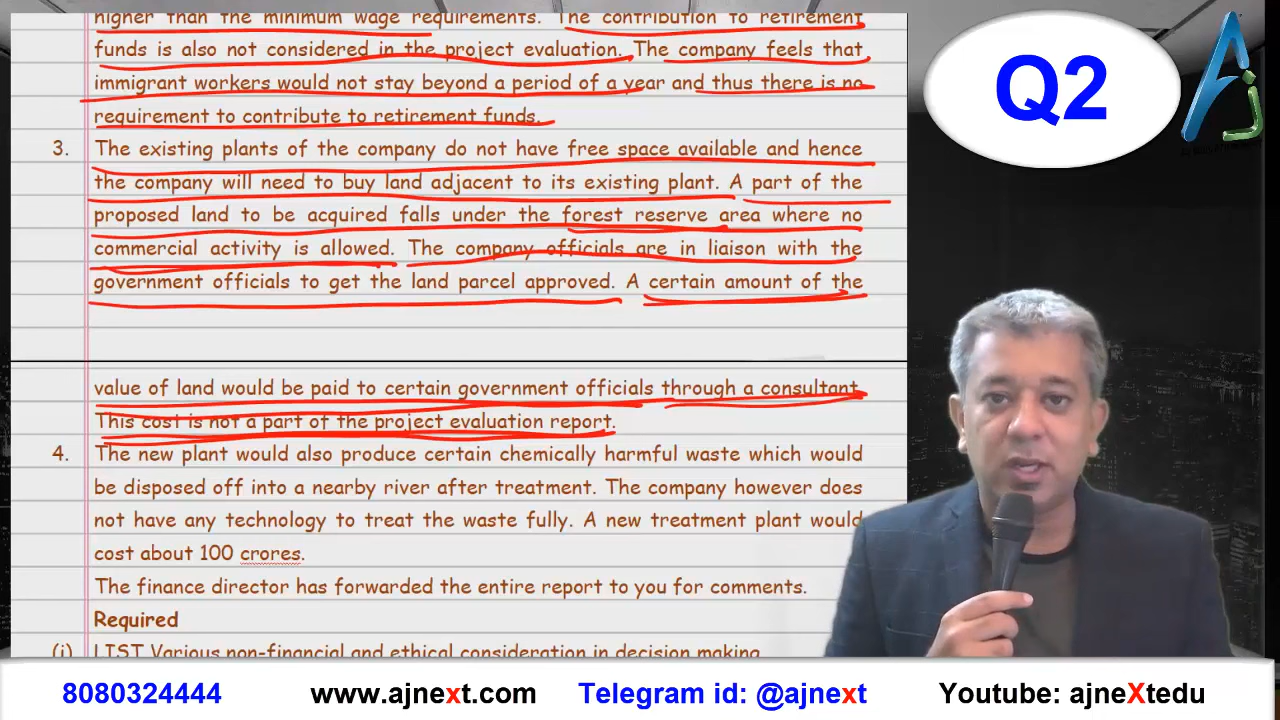 higher than the minimum wage requirements. The contribution to retirement
funds is also not considered in the project evaluation. The company feels that
immigrant workers would not stay beyond a period of a year and thus there is no
requirement to contribute to retirement funds.
3. The existing plants of the company do not have free space available and hence
the company will need to buy land adjacent to its existing plant. A part of the
proposed land to be acquired falls under the forest reserve area where no
commercial activity is allowed. The company officials are in liaison with the
government officials to get the land parcel approved. A certain amount of the
value of land would be paid to certain government officials through a consultant.
This cost is not a part of the project evaluation report.
4. The new plant would also produce certain chemically harmful waste which would
be disposed off into a nearby river after treatment. The company however does
not have any technology to treat the waste fully. A new treatment plant would
cost about 100 crores.
The finance director has forwarded the entire report to you for comments.
Required
(i) LIST Various non-financial and ethical consideration in decision making
Q2
8080324444 www.ajnext.com Telegram id: @ajnext Youtube: ajneXtedu